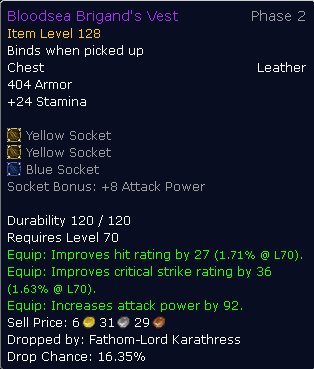 Bloodsea Brigand's Vest Phase 2
Item Level 128
Binds when picked up
Chest Leather
404 Armor
+24 Stamina
Yellow Socket
Yellow Socket
Blue Socket
Socket Bonus: +8 Attack Power
Durability 120 / 120
Requires Level 70
Equip: Improves hit rating by 27 (1.71% @ L70).
Equip: Improves critical strike rating by 36
(1.63% @ L70).
Equip: Increases attack power by 92.
Sell Price: 6 31 29
Dropped by: Fathom-Lord Karathress
Drop Chance: 16.35%